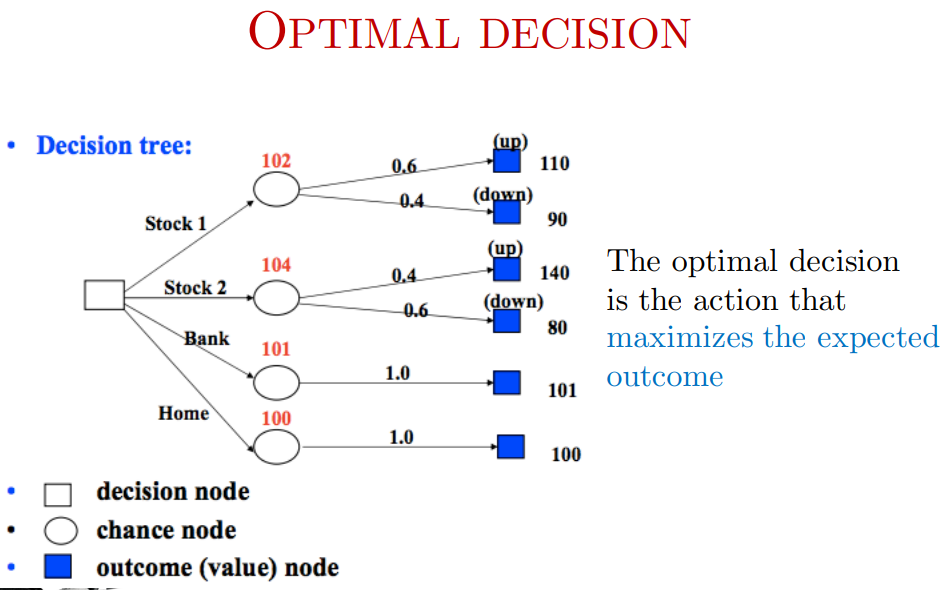 OPTIMAL DECISION
• Decision tree:
(up)
102
0.6
110
0.4
(down)
90
Stock 1
(up)
104
0.4
140
Stock 2
(down)
0.6
80
Bank
101
1.0
101
Home
100
1.0
100
The optimal decision
is the action that
maximizes the expected
outcome
• decision node
• chance node
• outcome (value) node